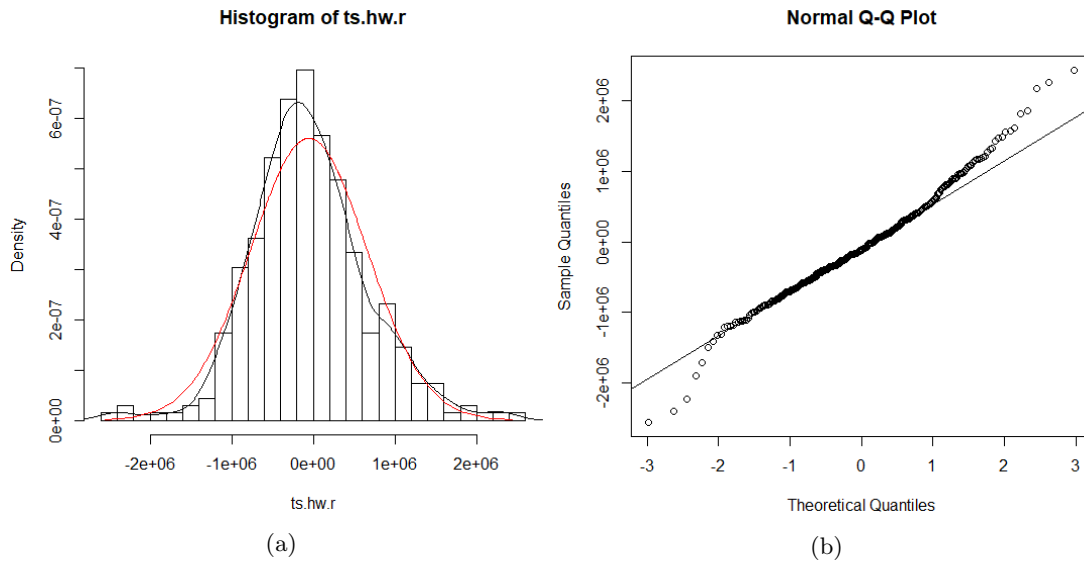 Histogram of ts.hw.r
Density
0e+00
2e-07
4e-07
6e-07
-2e+06
-1e+06
0e+00
1e+06
2e+06
ts.hw.r
(a)
Normal Q-Q Plot
Sample Quantiles
-2e+06
-1e+06
0e+00
1e+06
2e+06
-3
-2
-1
0
1
2
3
Theoretical Quantiles
(b)